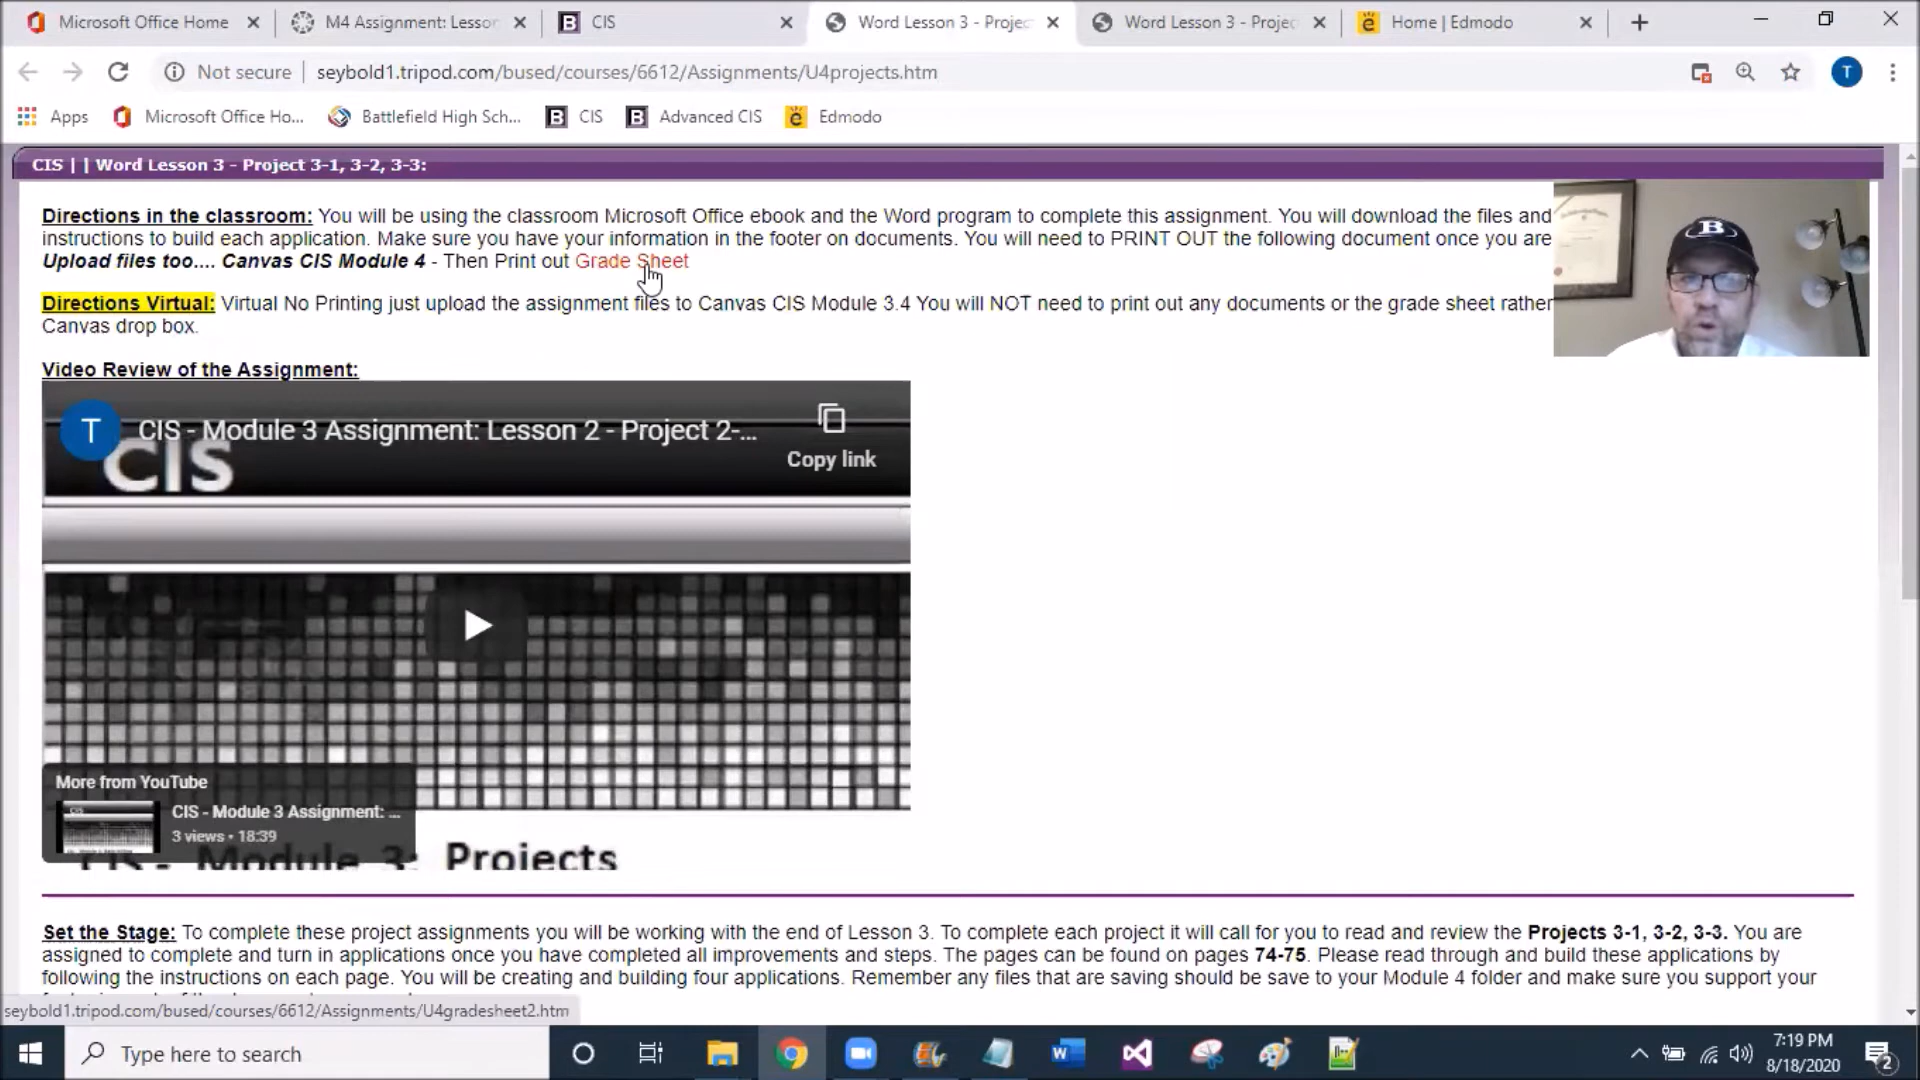 Microsoft Office Home
M4 Assignment: Lesso
CIS
Word Lesson 3 - Projec
Word Lesson 3 - Projec
Home | Edmodo
Not secure
seybold1.tripod.com/bused/courses/6612/Assignments/U4projects.htm
T
Apps
Microsoft Office Ho...
Battlefield High Sch...
CIS
Advanced CIS
Edmodo
CIS | | Word Lesson 3 - Project 3-1, 3-2, 3-3:
Directions in the classroom: You will be using the classroom Microsoft Office ebook and the Word program to complete this assignment. You will download the files and
instructions to build each application. Make sure you have your information in the footer on documents. You will need to PRINT OUT the following document once you are
Upload files too.... Canvas CIS Module 4 - Then Print out Grade Sheet
Directions Virtual: Virtual No Printing just upload the assignment files to Canvas CIS Module 3.4 You will NOT need to print out any documents or the grade sheet rather
Canvas drop box.
B
Video Review of the Assignment:
T
CIS - Module 3 Assignment: Lesson 2 - Project 2-...
Copy link
CIS
More from YouTube
CIS - Module 3 Assignment: ...
3 views • 18:39
CIS - Module 3: Projects
Set the Stage: To complete these project assignments you will be working with the end of Lesson 3. To complete each project it will call for you to read and review the Projects 3-1, 3-2, 3-3. You are
assigned to complete and turn in applications once you have completed all improvements and steps. The pages can be found on pages 74-75. Please read through and build these applications by
following the instructions on each page. You will be creating and building four applications. Remember any files that are saving should be save to your Module 4 folder and make sure you support your
seybold1.tripod.com/bused/courses/6612/Assignments/U4gradesheet2.htm
Type here to search
7:19 PM
8/18/2020
2